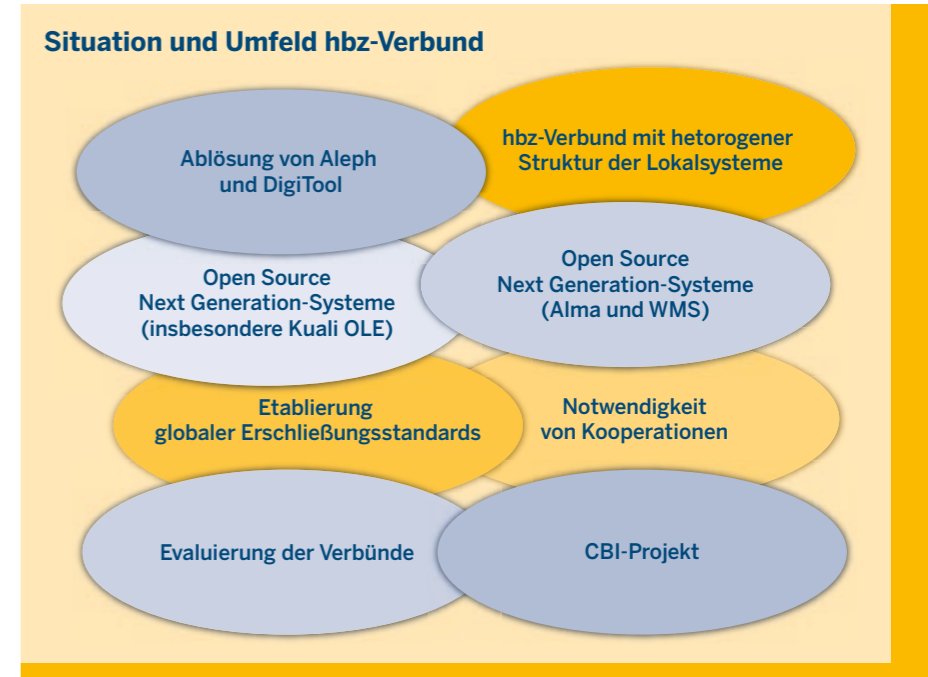 Situation und Umfeld hbz-Verbund
Ablösung von Aleph
und DigiTool
hbz-Verbund mit hetorogener
Struktur der Lokalsysteme
Open Source
Next Generation-Systeme
(insbesondere Kuali OLE)
Open Source
Next Generation-Systeme
(Alma und WMS)
Etablierung
globaler Erschließungsstandards
Notwendigkeit
von Kooperationen
Evaluierung der Verbünde
CBI-Projekt